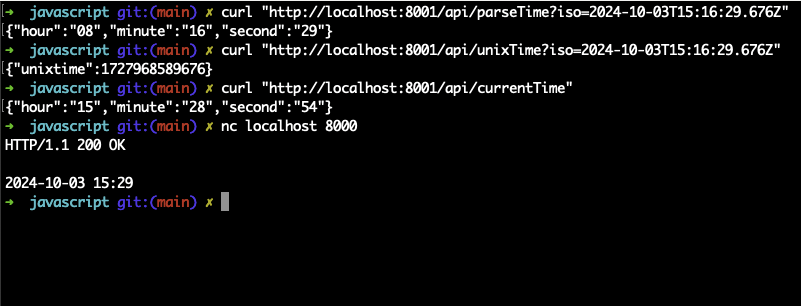 ➜ javascript git:(main) ✗ curl "http://localhost:8001/api/parseTime?iso=2024-10-03T15:16:29.676Z"
{"hour":"08","minute":"16","second":"29"}
➜ javascript git:(main) ✗ curl "http://localhost:8001/api/unixTime?iso=2024-10-03T15:16:29.676Z"
{"unixtime":1727968589676}
➜ javascript git:(main) ✗ curl "http://localhost:8001/api/currentTime"
{"hour":"15","minute":"28","second":"54"}
➜ javascript git:(main) ✗ nc localhost 8000
HTTP/1.1 200 OK
2024-10-03 15:29
➜ javascript git:(main) ✗